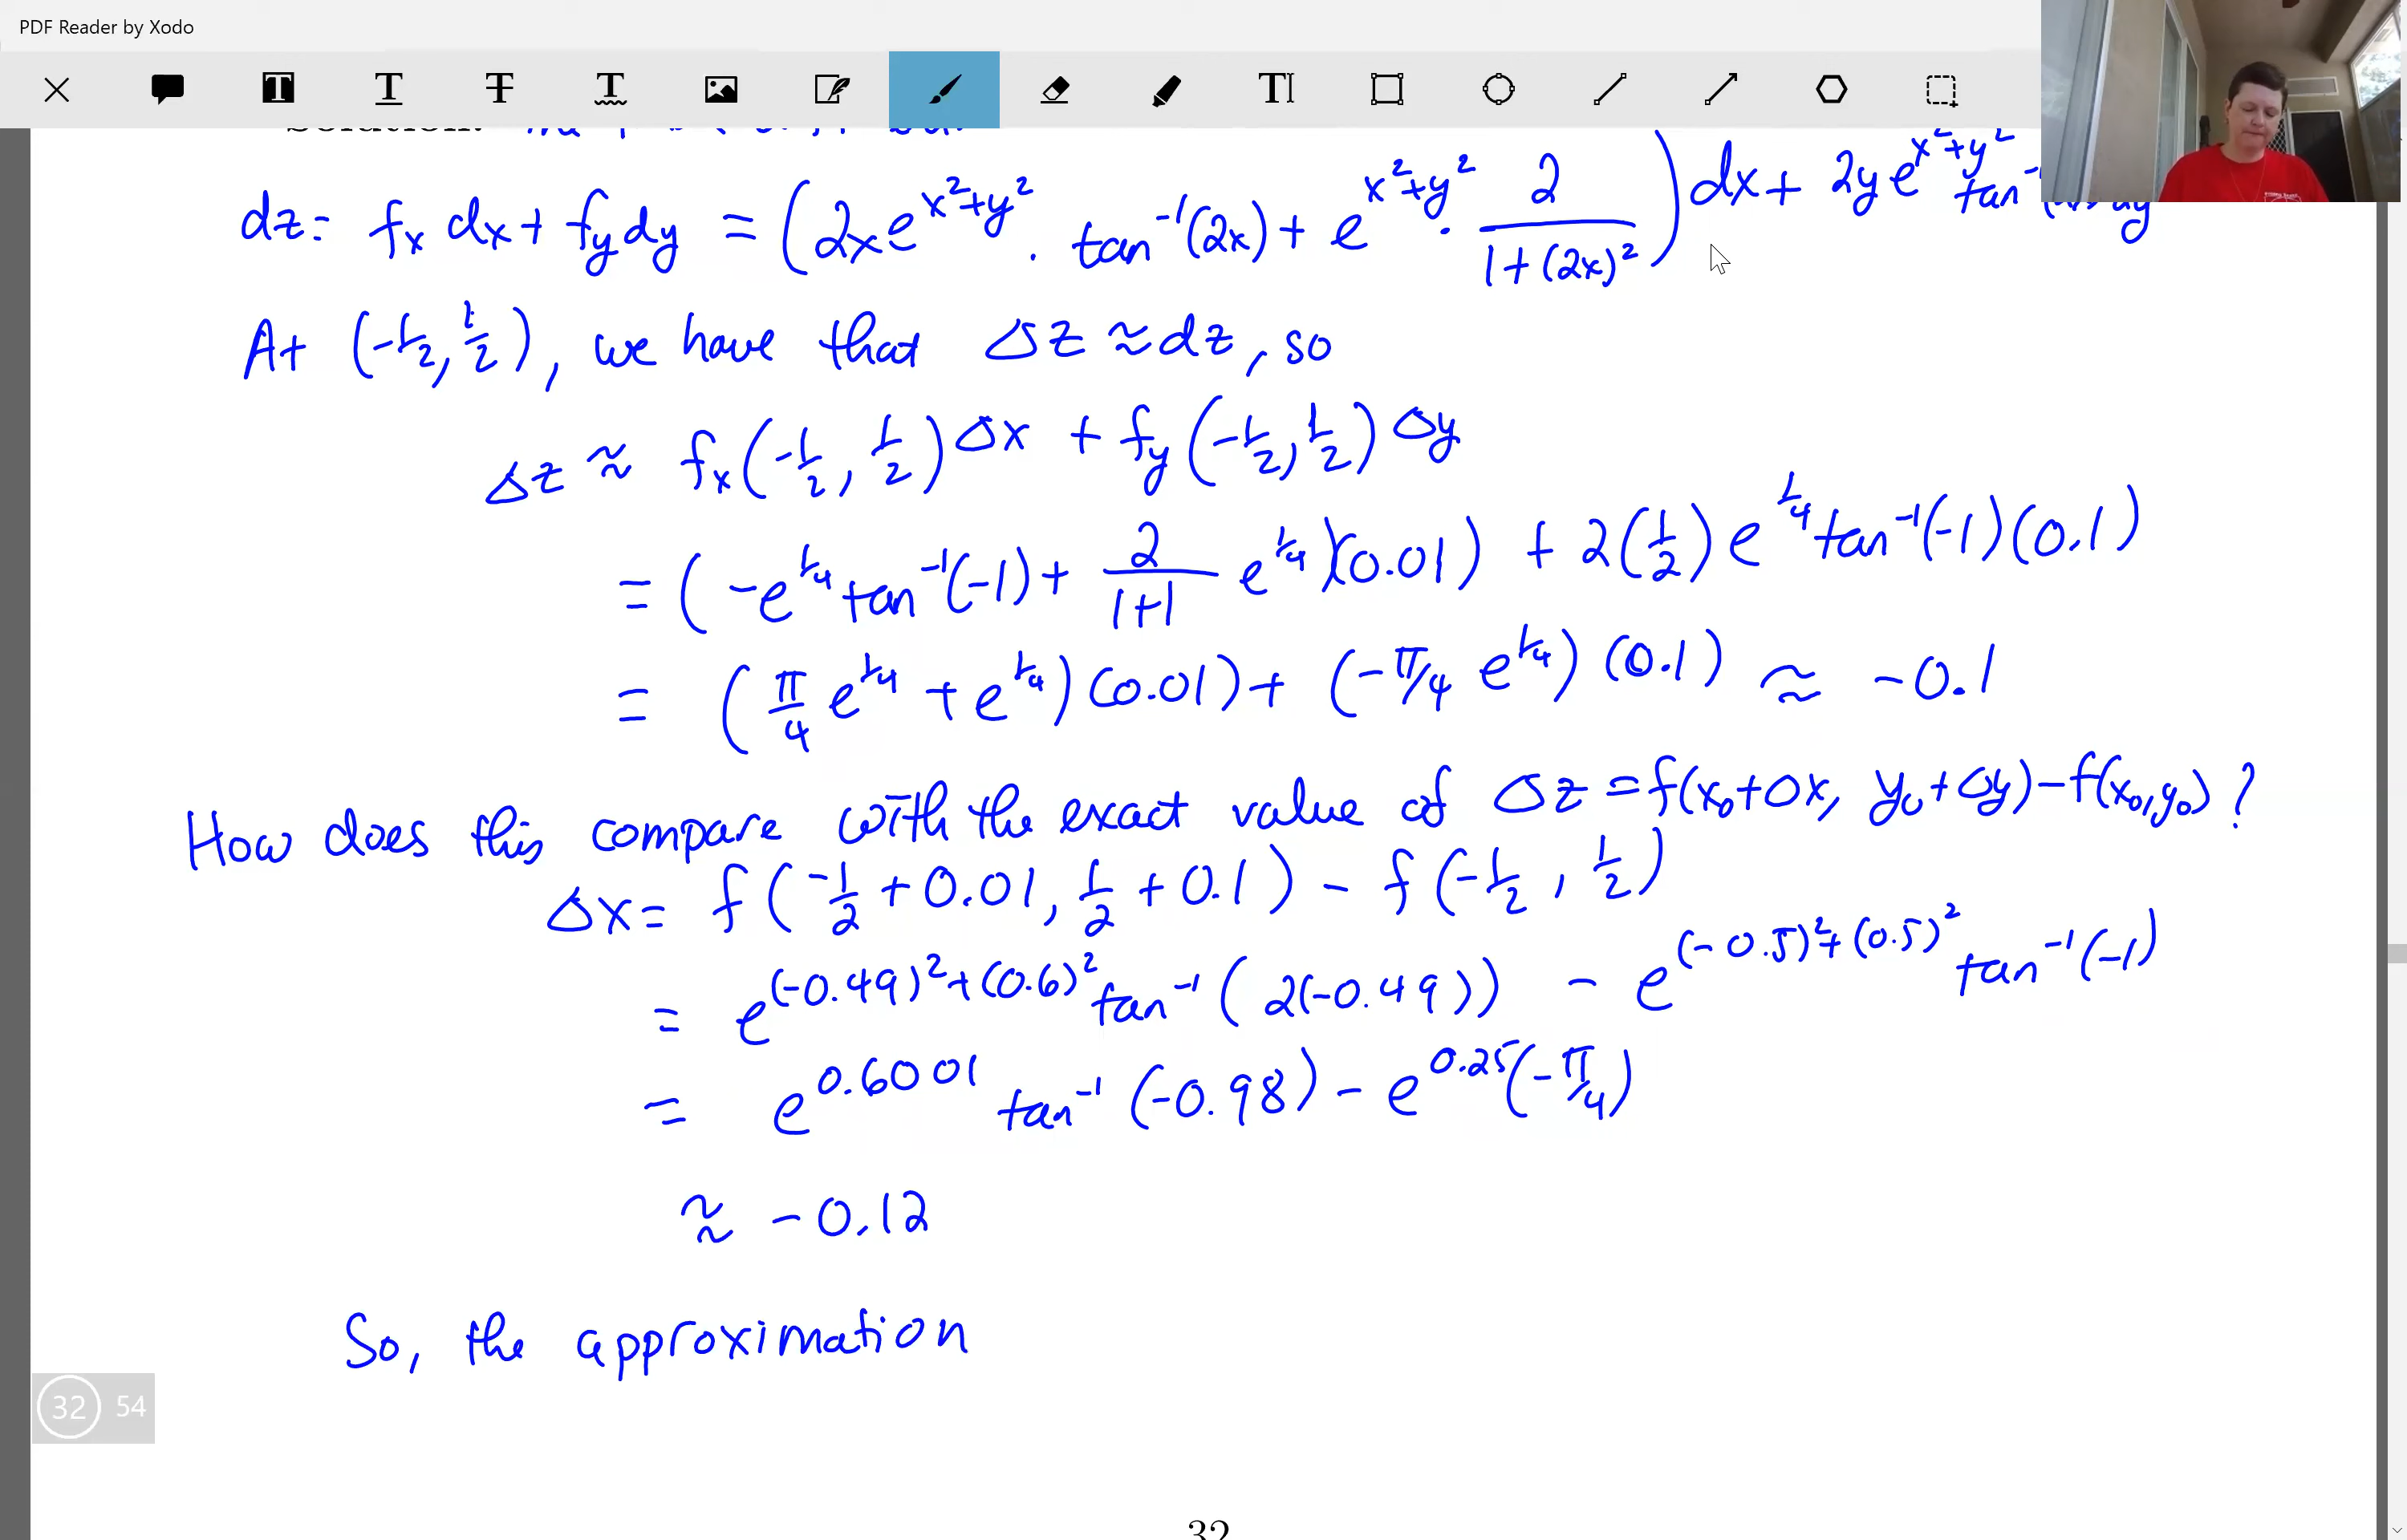 PDF Reader by Xodo
Solution:
dz = f_x dx + f_y dy = (2xe^{x²+y²} · tan⁻¹(2x) + e^{x²+y²} · 2/(1+(2x)²)) dx + 2ye^{x²+y²} tan⁻
At (-1/2, 1/2), we have that Δz ≈ dz, so
Δz ≈ f_x(-1/2, 1/2) Δx + f_y(-1/2, 1/2) Δy
= (-e^{1/4} tan⁻¹(-1) + 2/(1+1) e^{1/4})(0.01) + 2(1/2) e^{1/4} tan⁻¹(-1)(0.1)
= (π/4 e^{1/4} + e^{1/4})(0.01) + (-π/4 e^{1/4})(0.1) ≈ -0.1
How does this compare with the exact value of Δz = f(x₀+Δx, y₀+Δy) - f(x₀,y₀)?
Δx = f(-1/2 + 0.01, 1/2 + 0.1) - f(-1/2, 1/2)
= e^{(-0.49)²+(0.6)²} tan⁻¹(2(-0.49)) - e^{(-0.5)²+(0.5)²} tan⁻¹(-1)
= e^{0.6001} tan⁻¹(-0.98) - e^{0.25}(-π/4)
≈ -0.12
So, the approximation
32 54
32